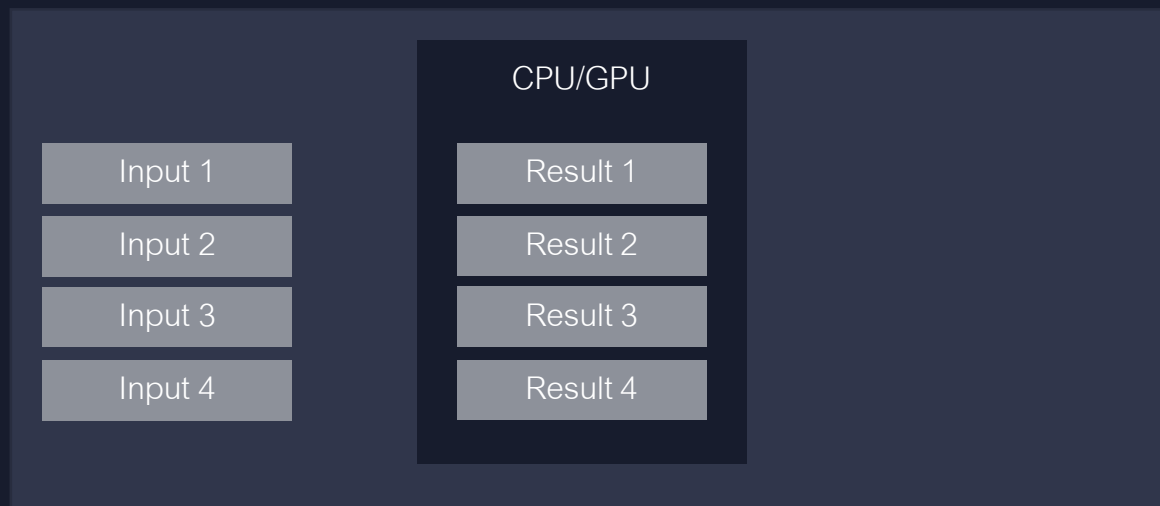 CPU/GPU
Input 1
Result 1
Input 2
Result 2
Input 3
Result 3
Input 4
Result 4